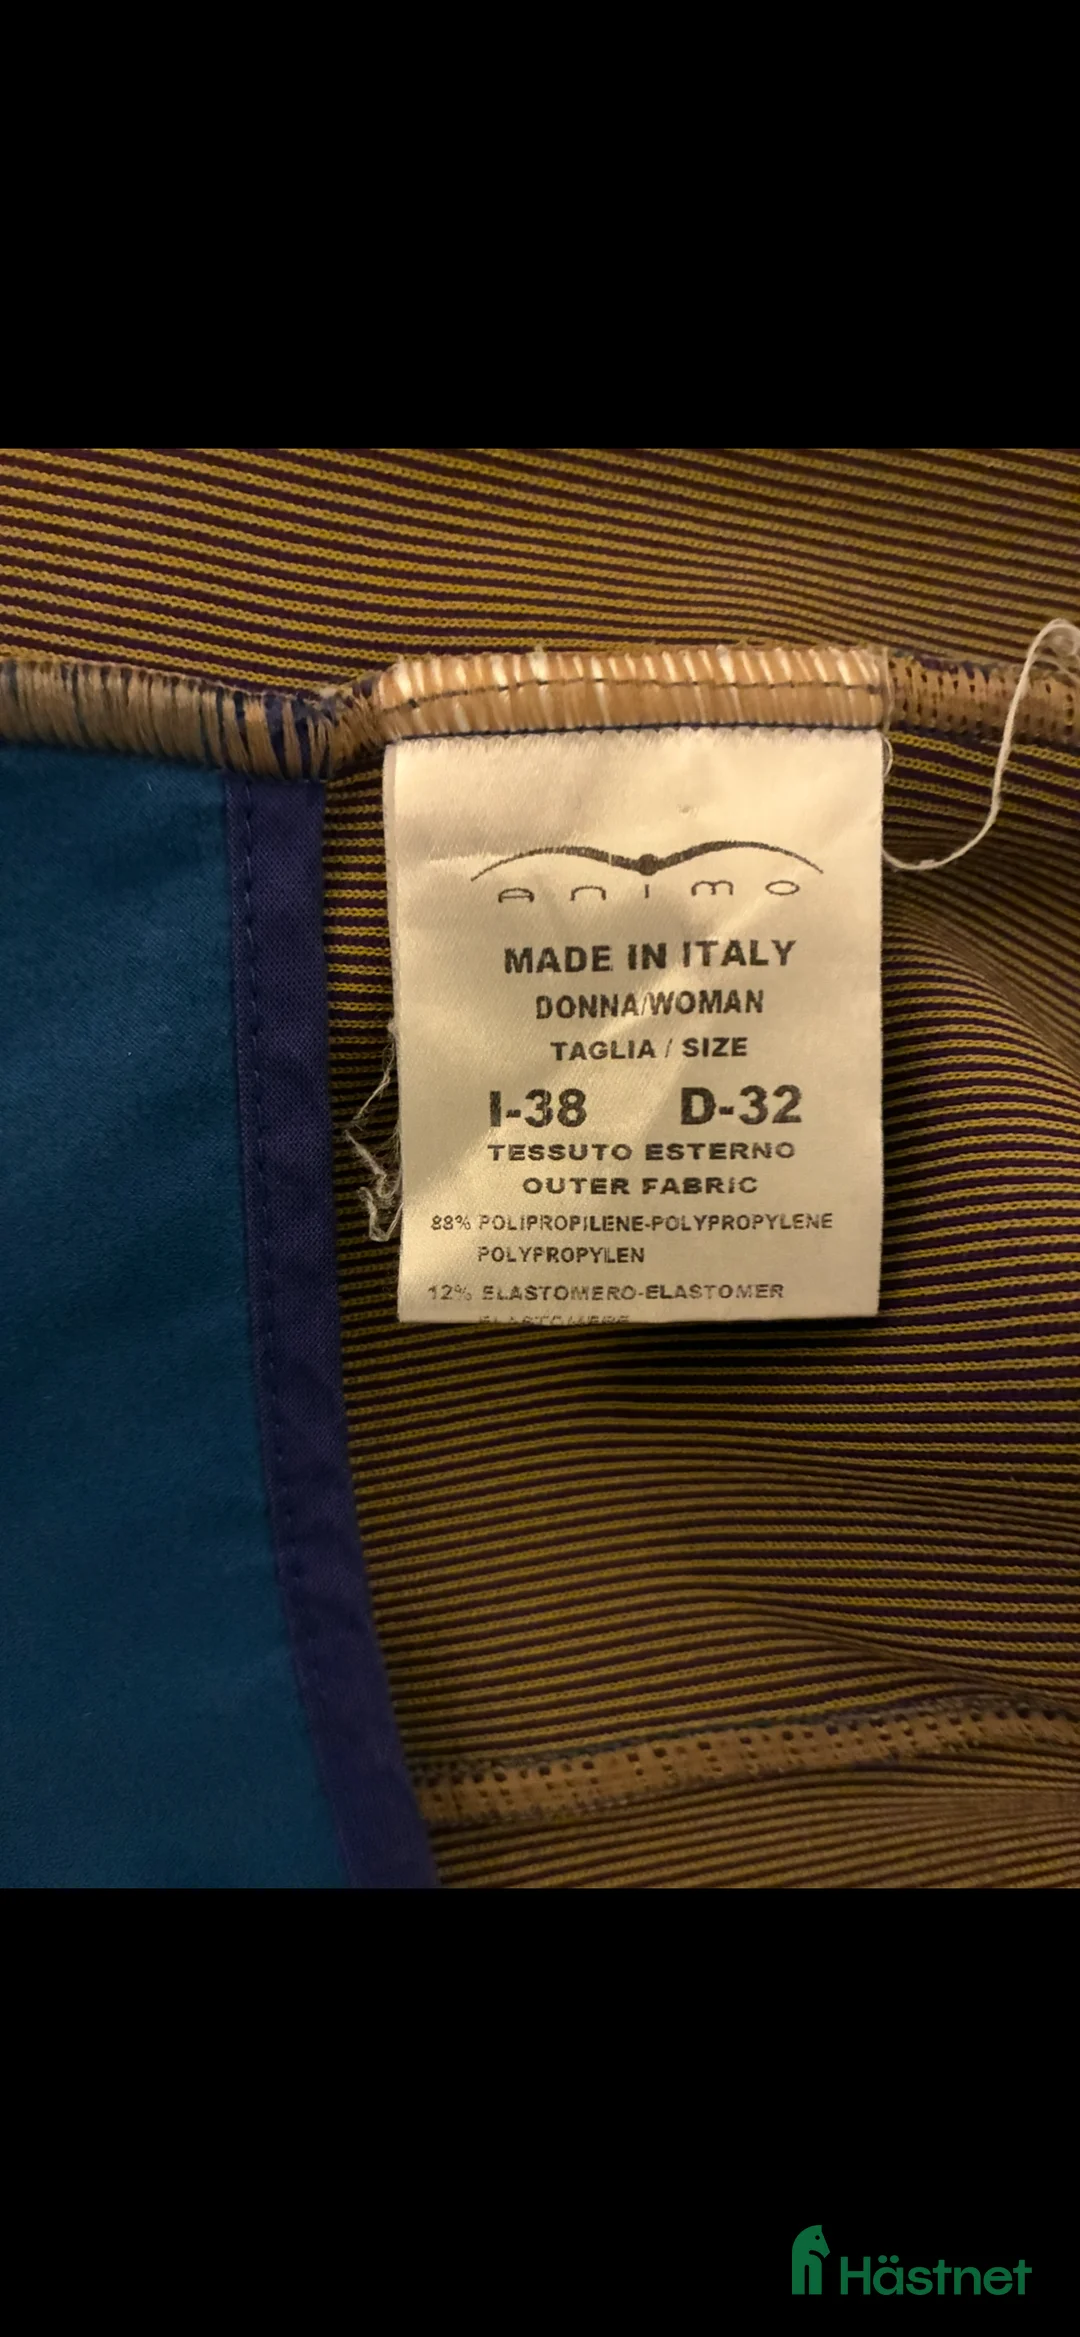 Animo
MADE IN ITALY
DONNA/WOMAN
TAGLIA / SIZE
I-38 D-32
TESSUTO ESTERNO
OUTER FABRIC
88% POLIPROPILENE-POLYPROPYLENE
POLYPROPYLEN
12% ELASTOMERO-ELASTOMER
Hästnet